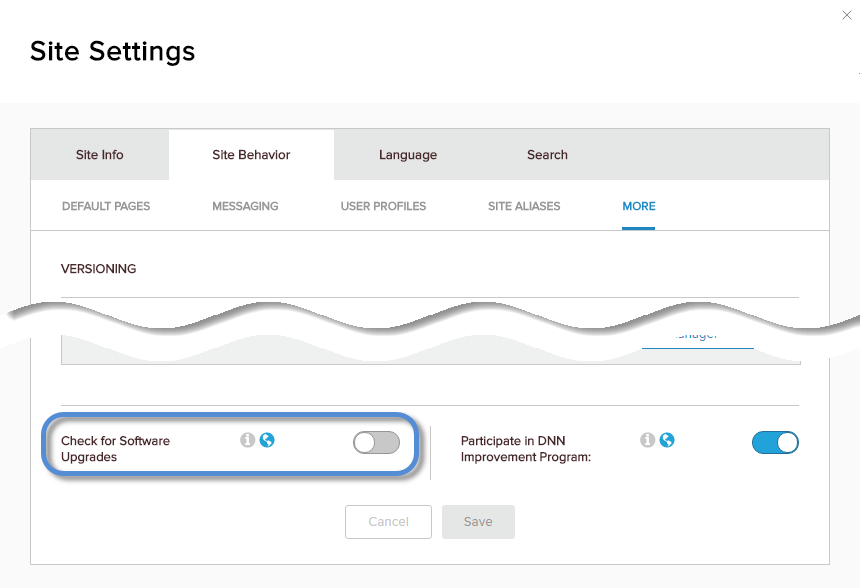 Site Settings
Site Info Site Behavior Language Search
DEFAULT PAGES MESSAGING USER PROFILES SITE ALIASES MORE
VERSIONING
Check for Software
Upgrades
Participate in DNN
Improvement Program:
Cancel Save